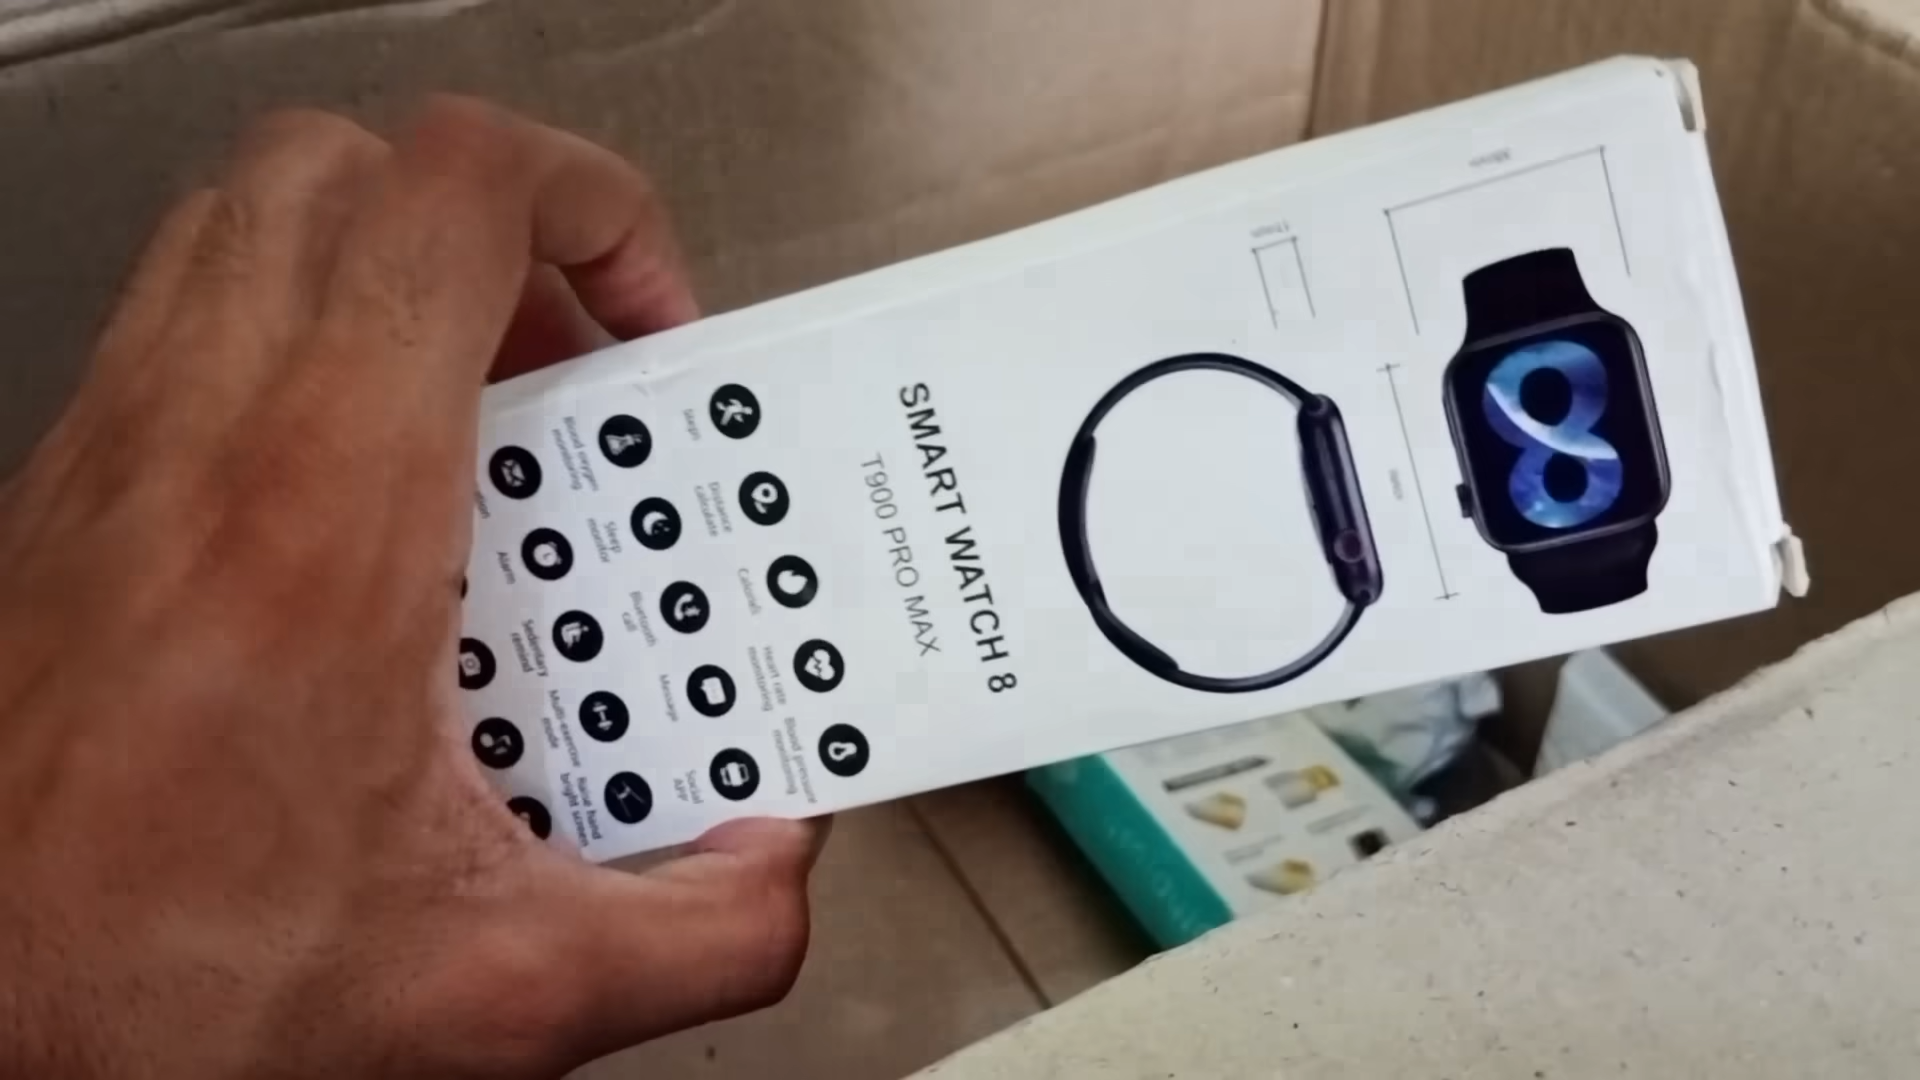 SMART WATCH 8
T900 PRO MAX
Steps
Distance
calculate
Calories
Heart rate
monitoring
Blood pressure
monitoring
Blood oxygen
monitoring
Sleep
monitor
Bluetooth
call
Message
Social
APP
Alarm
Sedentary
remind
Multi-exercise
mode
Raise hand
bright screen